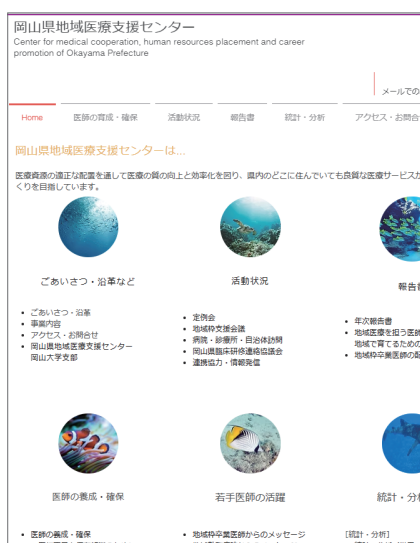 岡山県地域医療支援センター
Center for medical cooperation, human resources placement and career
promotion of Okayama Prefecture
メールでの
Home 医師の育成・確保 活動状況 報告書 統計・分析 アクセス・お問合
岡山県地域医療支援センターは...
医療資源の適正な配置を通して医療の質の向上と効率化を図り、県内のどこに住んでいても良質な医療サービスが
くりを目指しています。
ごあいさつ・沿革など 活動状況 報告
• ごあいさつ・沿革
• 事業内容
• アクセス・お問合せ
• 岡山県地域医療支援センター
岡山大学支部
• 定例会
• 地域枠支援会議
• 病院・診療所・自治体訪問
• 岡山県臨床研修連絡協議会
• 連携協力・情報発信
• 年次報告書
• 地域医療を担う医師
地域で育てるための
• 地域枠卒業医師の配
医師の養成・確保 若手医師の活躍 統計・分
• 医師の養成・確保
• 地域枠卒業医師からのメッセージ
[統計・分析]